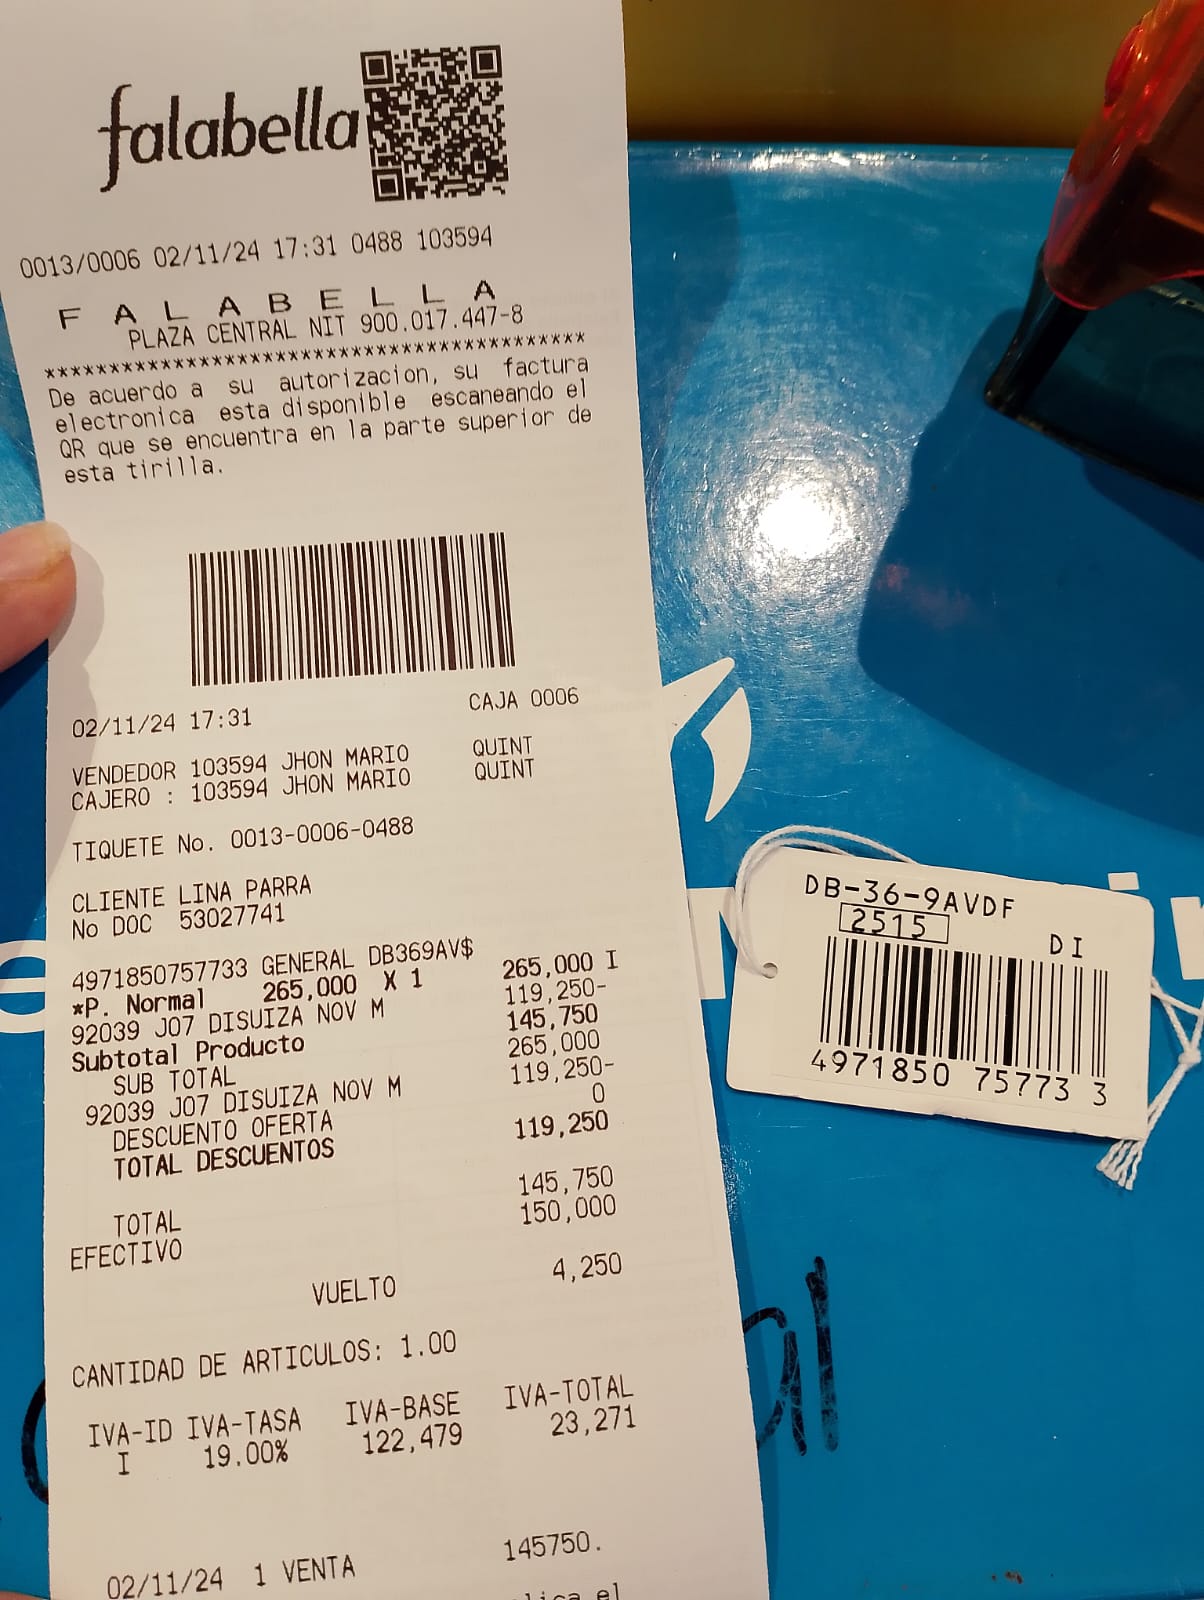 falabella
0013/0006 02/11/24 17:31 0488 103594
F A L A B E L L A
PLAZA CENTRAL NIT 900.017.447-8
******************************************
De acuerdo a su autorizacion, su factura
electronica esta disponible escaneando el
QR que se encuentra en la parte superior de
esta tirilla.
02/11/24 17:31 CAJA 0006
VENDEDOR 103594 JHON MARIO QUINT
CAJERO : 103594 JHON MARIO QUINT
TIQUETE No. 0013-0006-0488
CLIENTE LINA PARRA
No DOC 53027741
4971850757733 GENERAL DB369AV$ 265,000 I
*P. Normal 265,000 X 1
92039 J07 DISUIZA NOV M 119,250-
Subtotal Producto 145,750
SUB TOTAL 265,000
92039 J07 DISUIZA NOV M 119,250-
DESCUENTO OFERTA 0
TOTAL DESCUENTOS 119,250
TOTAL 145,750
EFECTIVO 150,000
VUELTO 4,250
CANTIDAD DE ARTICULOS: 1.00
IVA-ID IVA-TASA IVA-BASE IVA-TOTAL
I 19.00% 122,479 23,271
02/11/24 1 VENTA 145750.
el
DB-36-9AVDF
2515 DI
4971850 75773 3